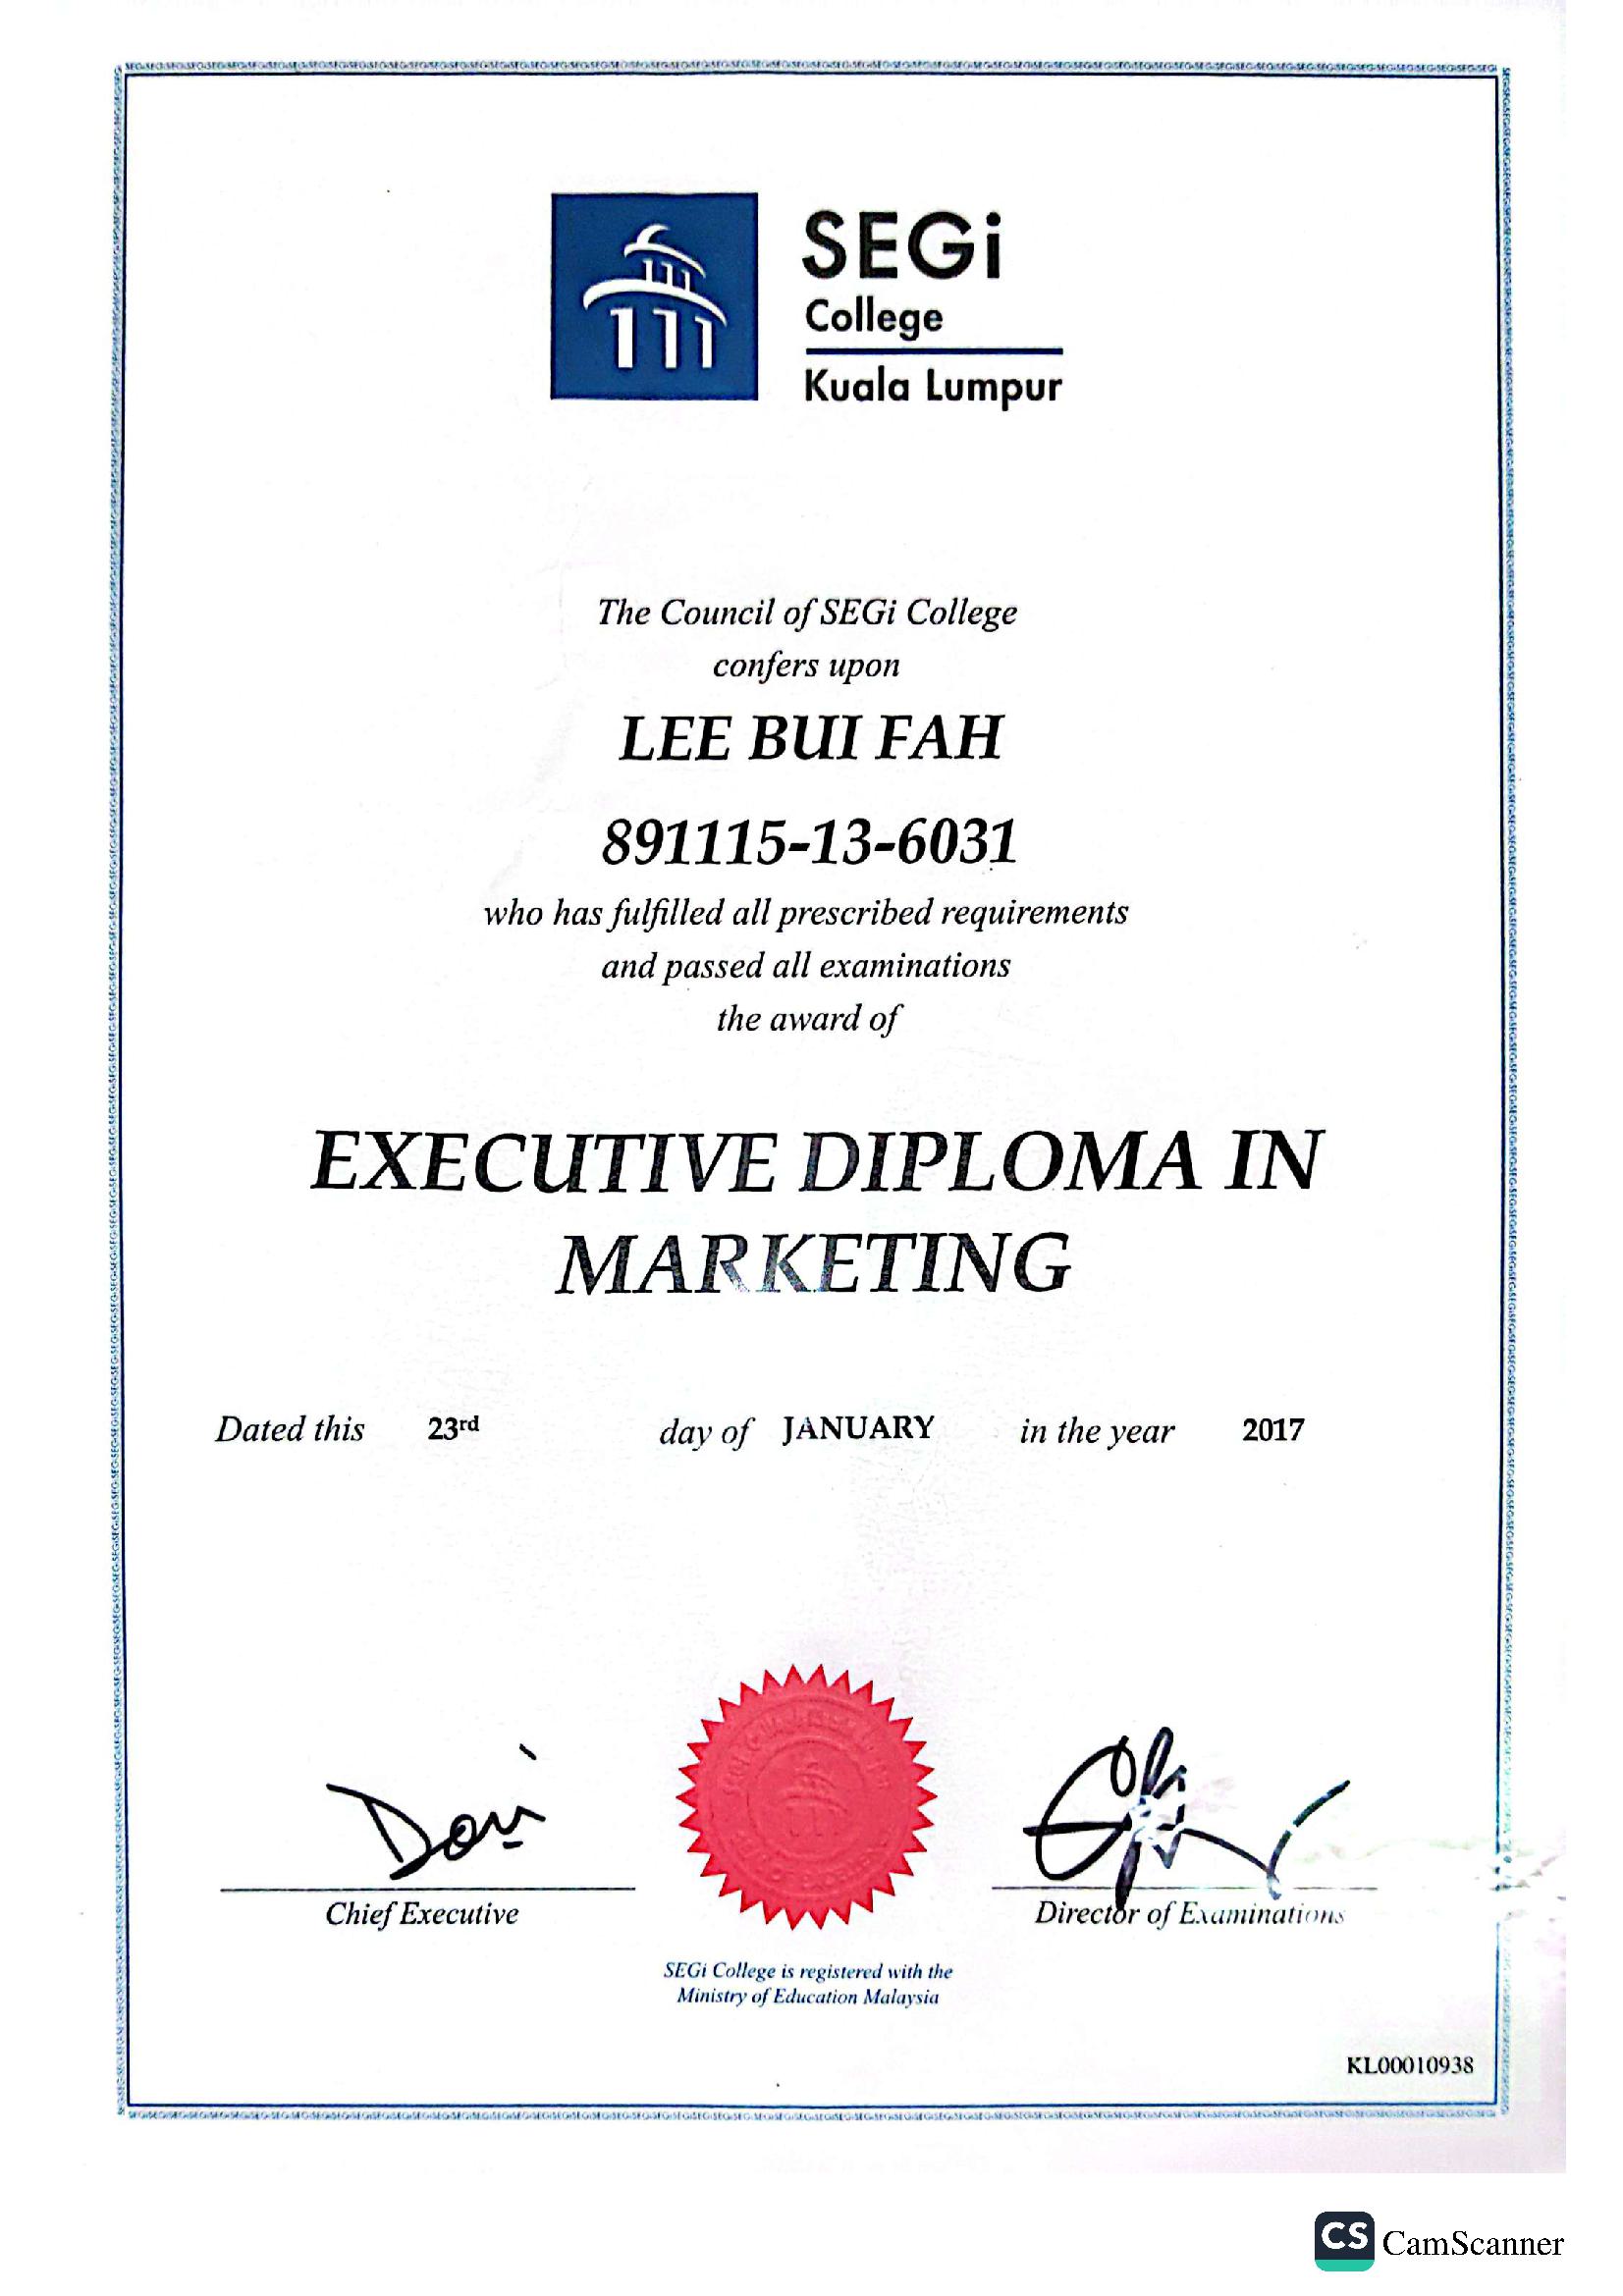 SEGi
College
Kuala Lumpur
The Council of SEGi College
confers upon
LEE BUI FAH
891115-13-6031
who has fulfilled all prescribed requirements
and passed all examinations
the award of
EXECUTIVE DIPLOMA IN
MARKETING
Dated this 23rd day of JANUARY in the year 2017
Chief Executive
Director of Examinations
SEGi College is registered with the
Ministry of Education Malaysia
KL00010938
CS CamScanner